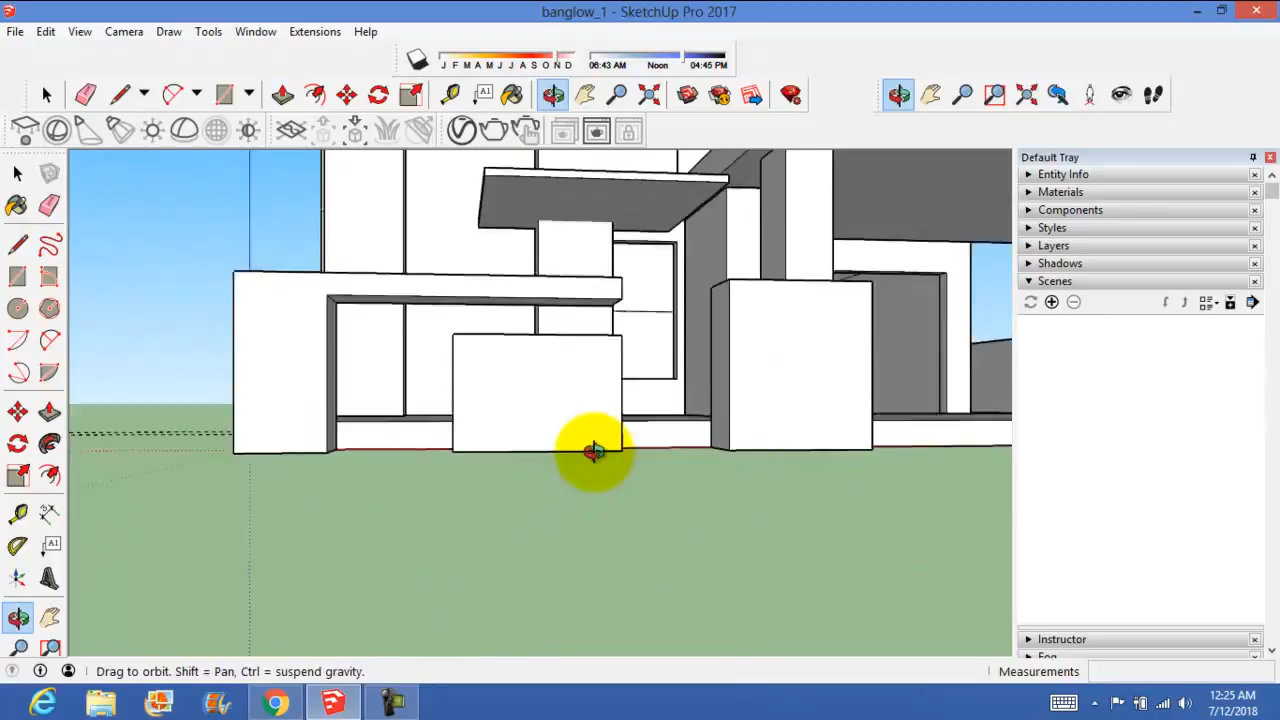 banglow_1 - SketchUp Pro 2017
File Edit View Camera Draw Tools Window Extensions Help
J F M A M J J A S O N D 06:43 AM Noon 04:45 PM
A1
Default Tray
Entity Info
Materials
Components
Styles
Layers
Shadows
Scenes
A1
Instructor
Drag to orbit. Shift = Pan, Ctrl = suspend gravity.
Measurements
12:25 AM
7/12/2018